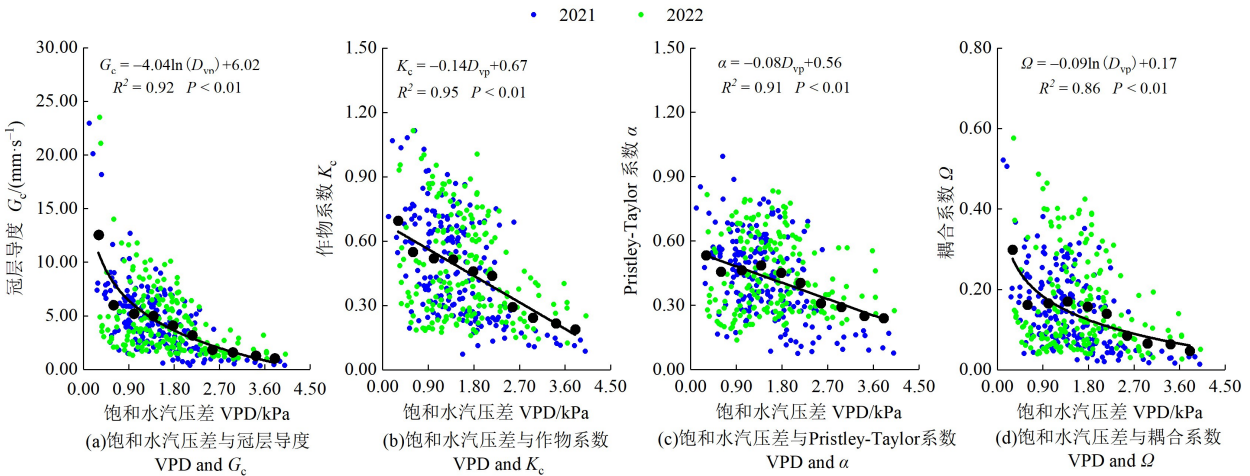 2021 2022
30.00
25.00
20.00
15.00
10.00
5.00
0.00
冠层导度 Gc/(mm·s⁻¹)
Gc = −4.04ln(Dvp)+6.02
R² = 0.92 P < 0.01
0.00 0.90 1.80 2.70 3.60 4.50
饱和水汽压差 VPD/kPa
(a)饱和水汽压差与冠层导度
VPD and Gc
1.50
1.20
0.90
0.60
0.30
0.00
作物系数 Kc
Kc = −0.14Dvp+0.67
R² = 0.95 P < 0.01
0.00 0.90 1.80 2.70 3.60 4.50
饱和水汽压差 VPD/kPa
(b)饱和水汽压差与作物系数
VPD and Kc
1.50
1.20
0.90
0.60
0.30
0.00
Pristley-Taylor 系数 α
α = −0.08Dvp+0.56
R² = 0.91 P < 0.01
0.00 0.90 1.80 2.70 3.60 4.50
饱和水汽压差 VPD/kPa
(c)饱和水汽压差与Pristley-Taylor系数
VPD and α
0.80
0.60
0.40
0.20
0.00
耦合系数 Ω
Ω = −0.09ln(Dvp)+0.17
R² = 0.86 P < 0.01
0.00 0.90 1.80 2.70 3.60 4.50
饱和水汽压差 VPD/kPa
(d)饱和水汽压差与耦合系数
VPD and Ω